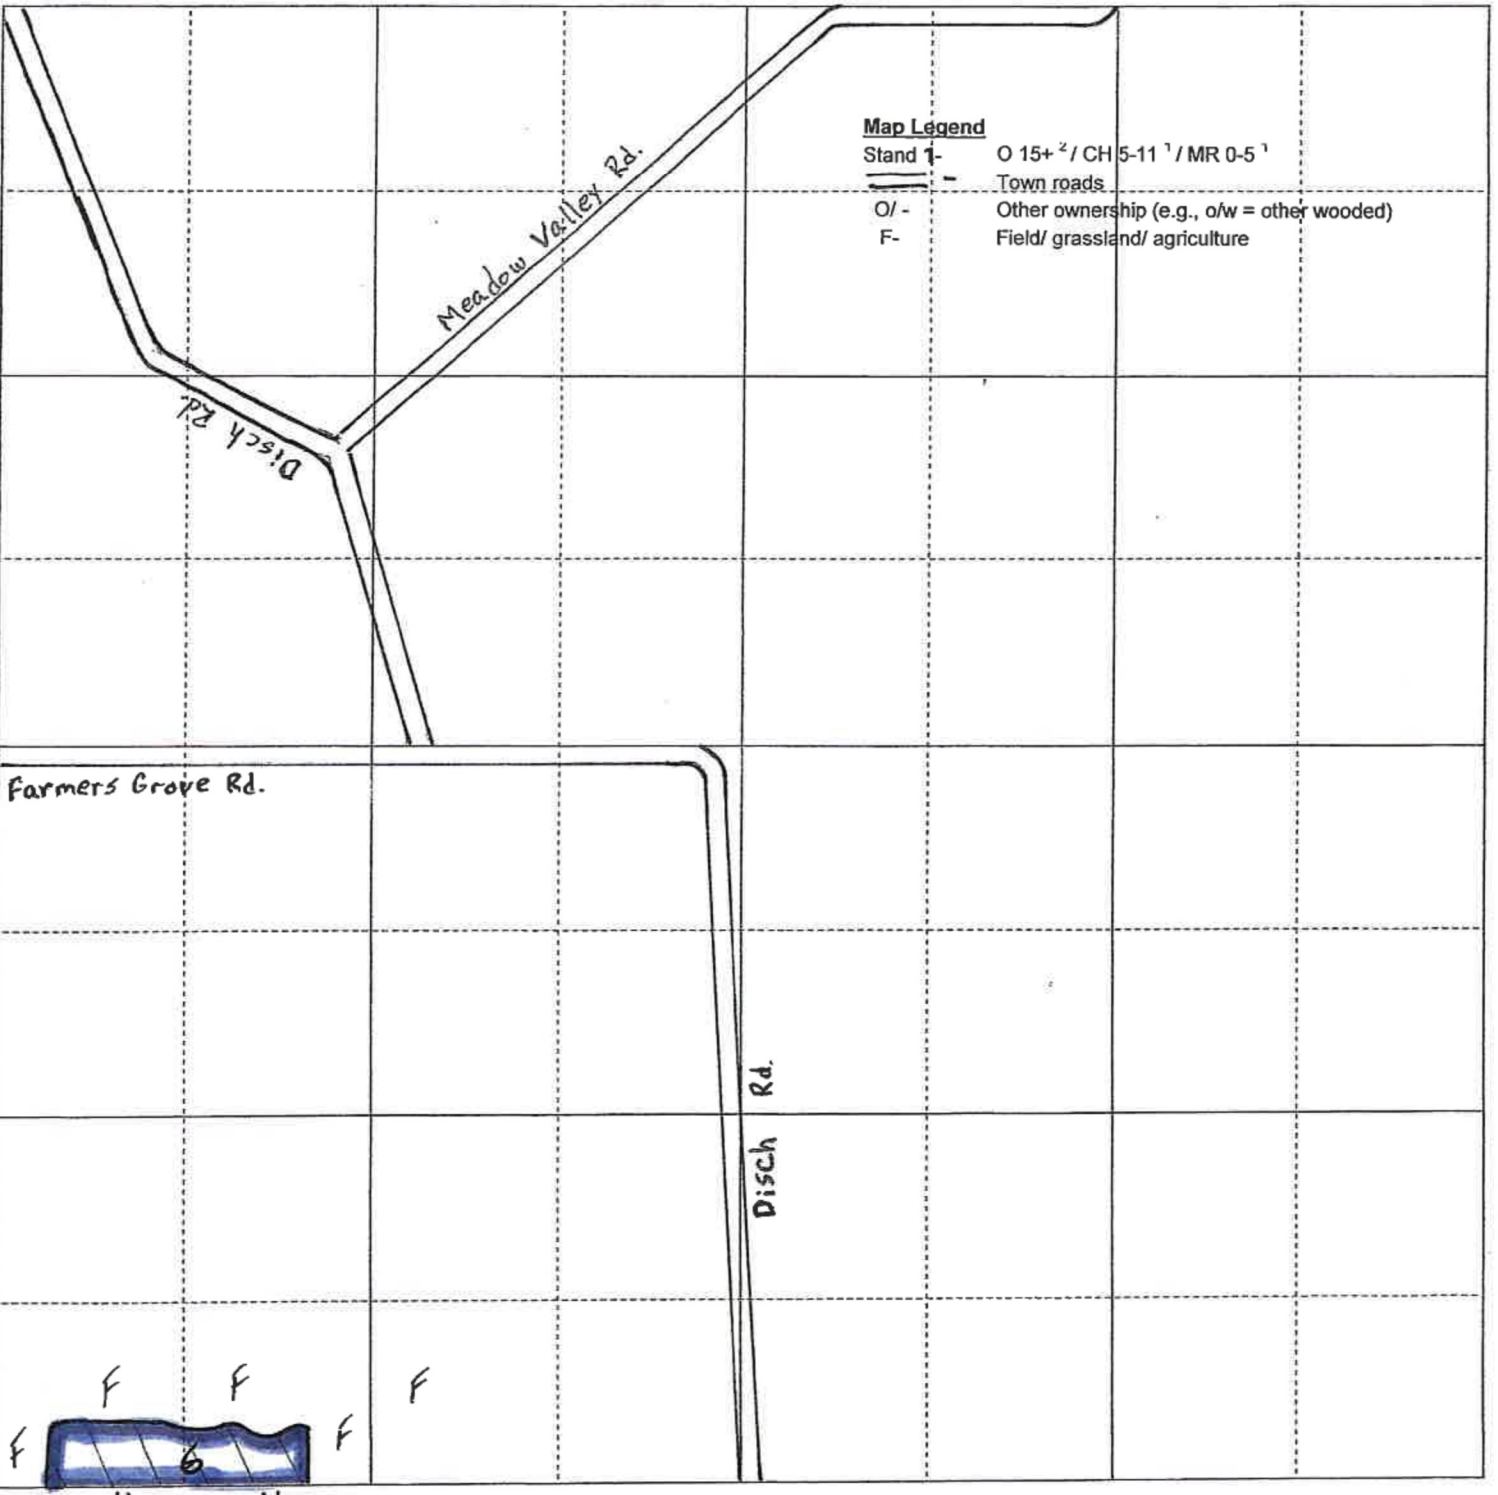 Map Legend
Stand 1- O 15+ ² / CH 5-11 ¹ / MR 0-5 ¹
- Town roads
O/ - Other ownership (e.g., o/w = other wooded)
F- Field/ grassland/ agriculture
Meadow Valley Rd.
Disch Rd.
Farmers Grove Rd.
Disch Rd.
F F F
F F
6